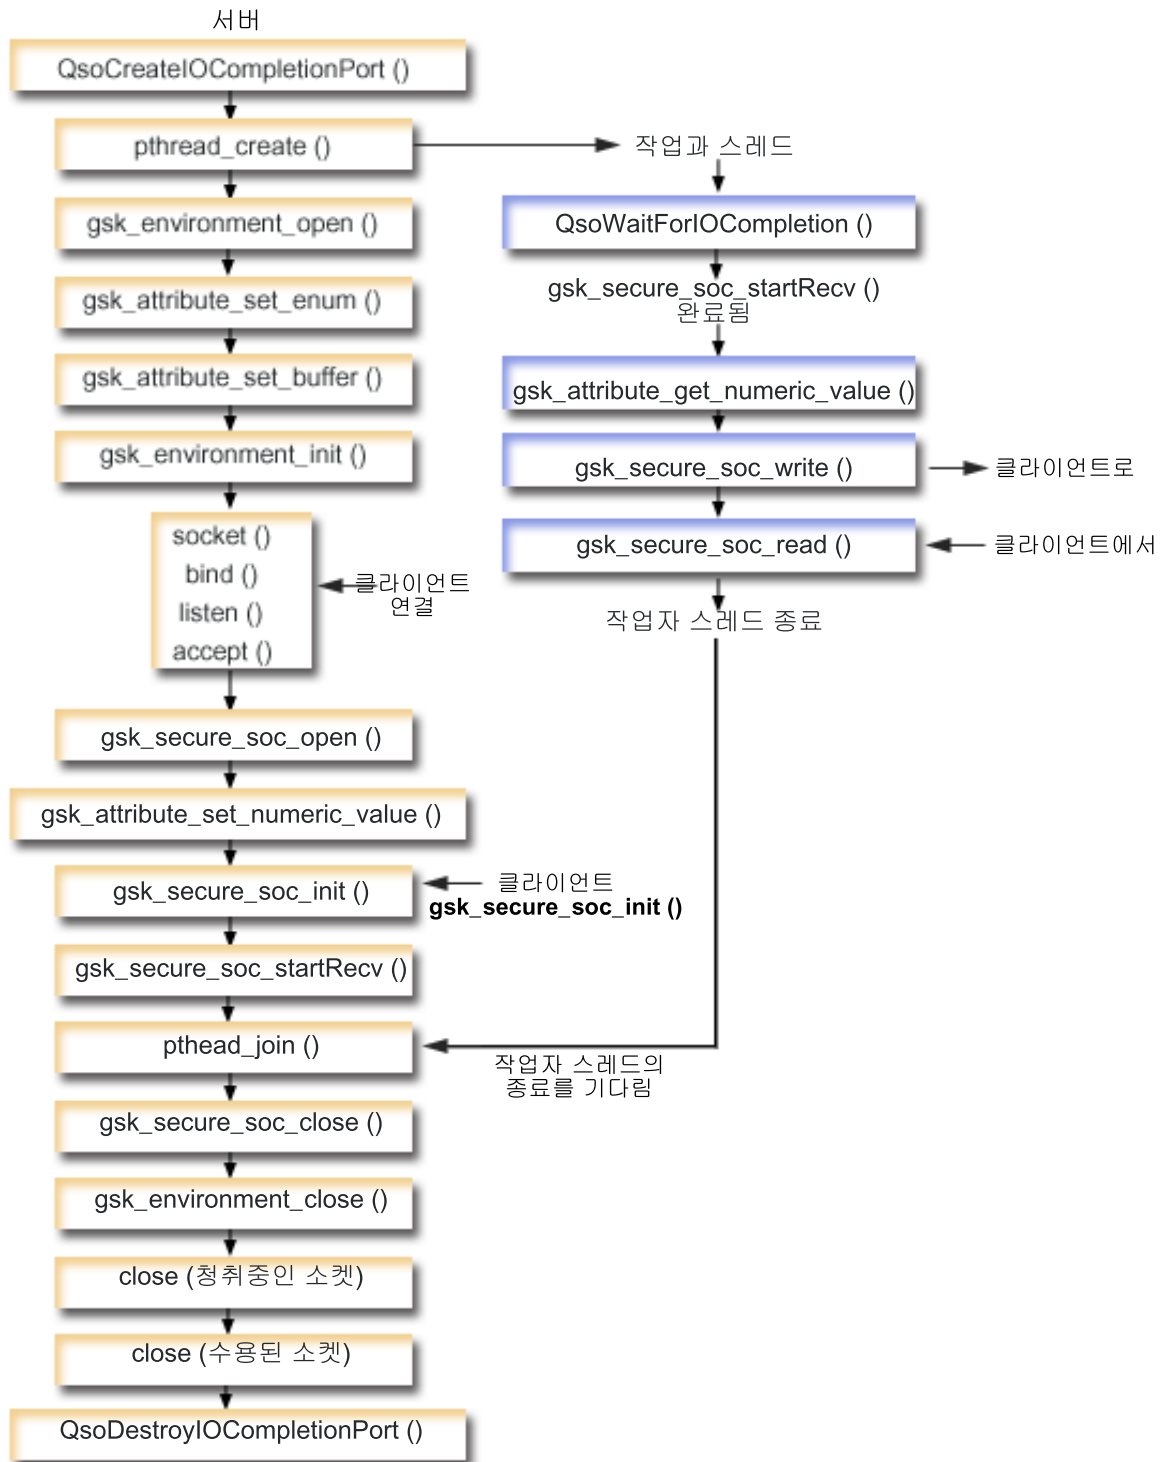 서버
QsoCreateIOCompletionPort ()
pthread_create ()
작업과 스레드
gsk_environment_open ()
QsoWaitForIOCompletion ()
gsk_attribute_set_enum ()
gsk_secure_soc_startRecv ()
완료됨
gsk_attribute_set_buffer ()
gsk_attribute_get_numeric_value ()
gsk_environment_init ()
gsk_secure_soc_write ()
클라이언트로
socket ()
bind ()
listen ()
accept ()
클라이언트
연결
gsk_secure_soc_read ()
클라이언트에서
작업자 스레드 종료
gsk_secure_soc_open ()
gsk_attribute_set_numeric_value ()
gsk_secure_soc_init ()
클라이언트
gsk_secure_soc_init ()
gsk_secure_soc_startRecv ()
pthead_join ()
작업자 스레드의
종료를 기다림
gsk_secure_soc_close ()
gsk_environment_close ()
close (청취중인 소켓)
close (수용된 소켓)
QsoDestroyIOCompletionPort ()